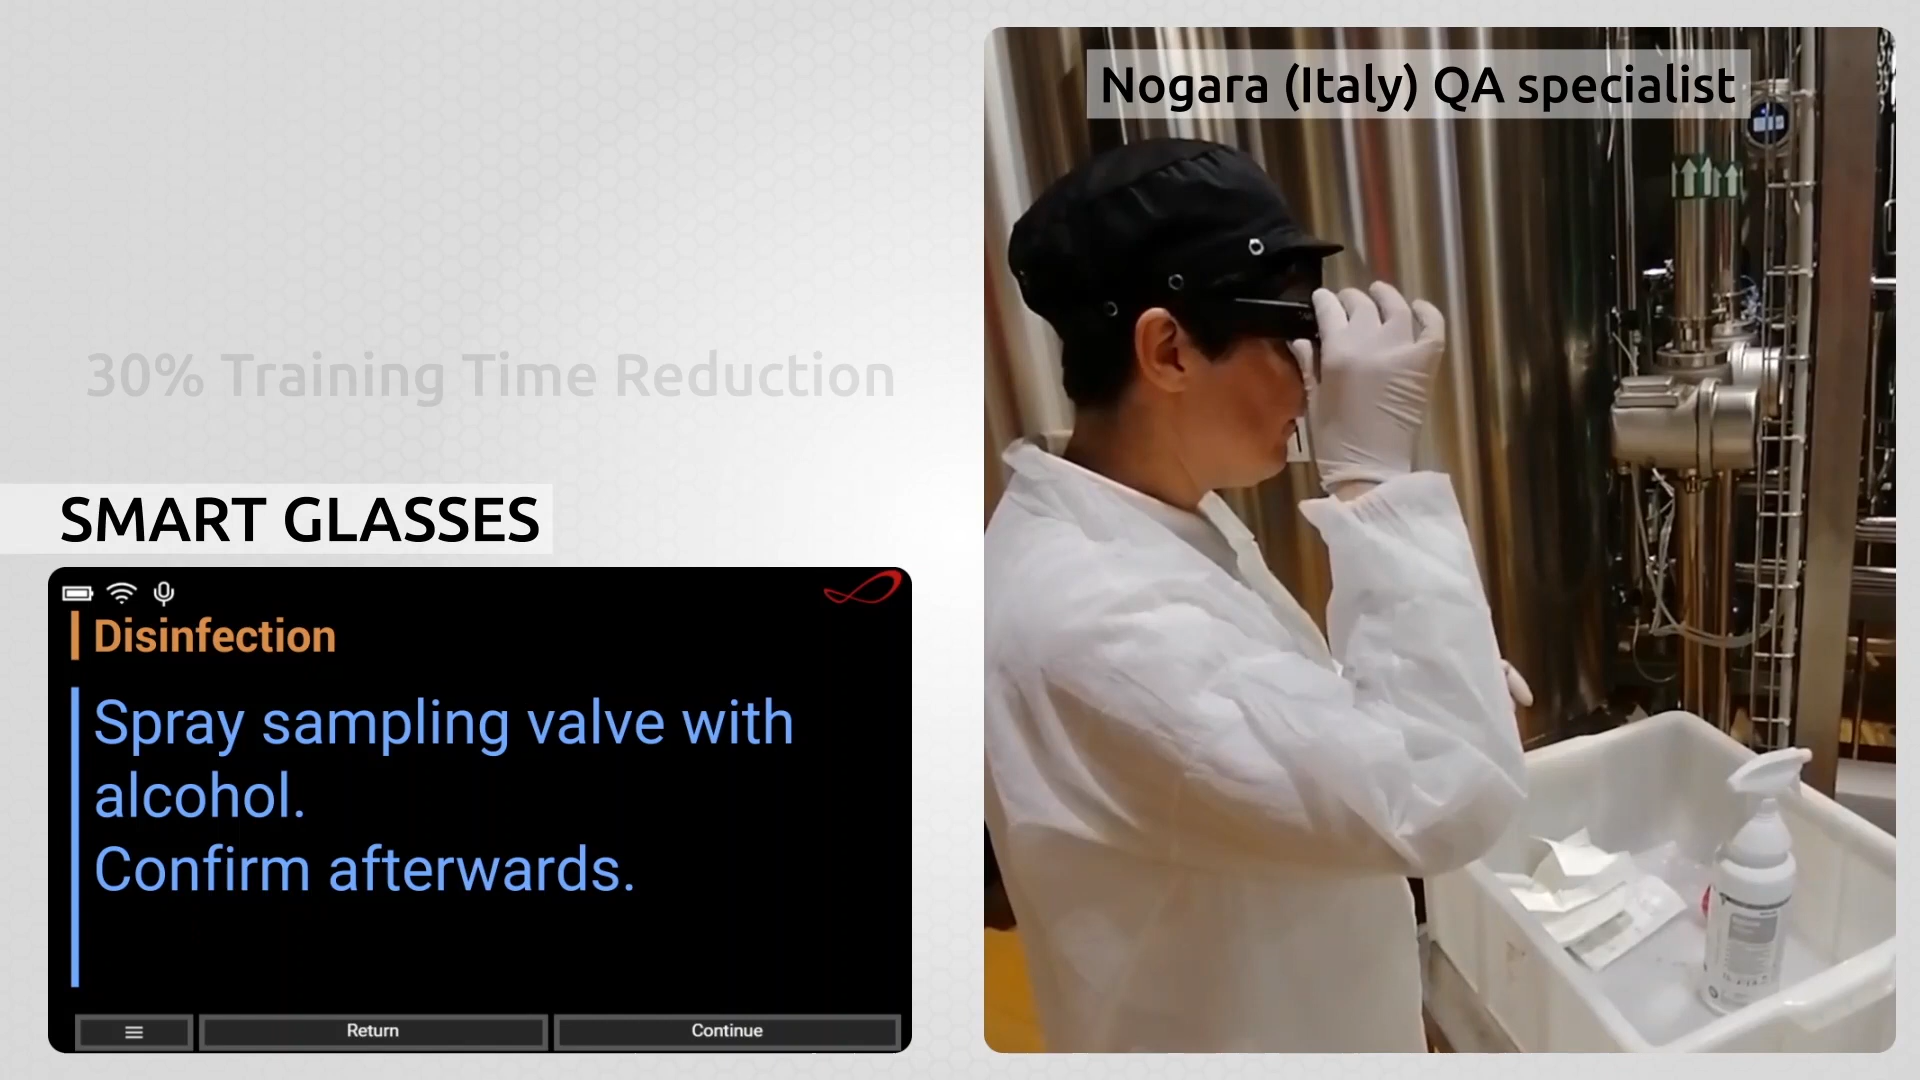 Nogara (Italy) QA specialist
30% Training Time Reduction
SMART GLASSES
Disinfection
Spray sampling valve with
alcohol.
Confirm afterwards.
Return
Continue